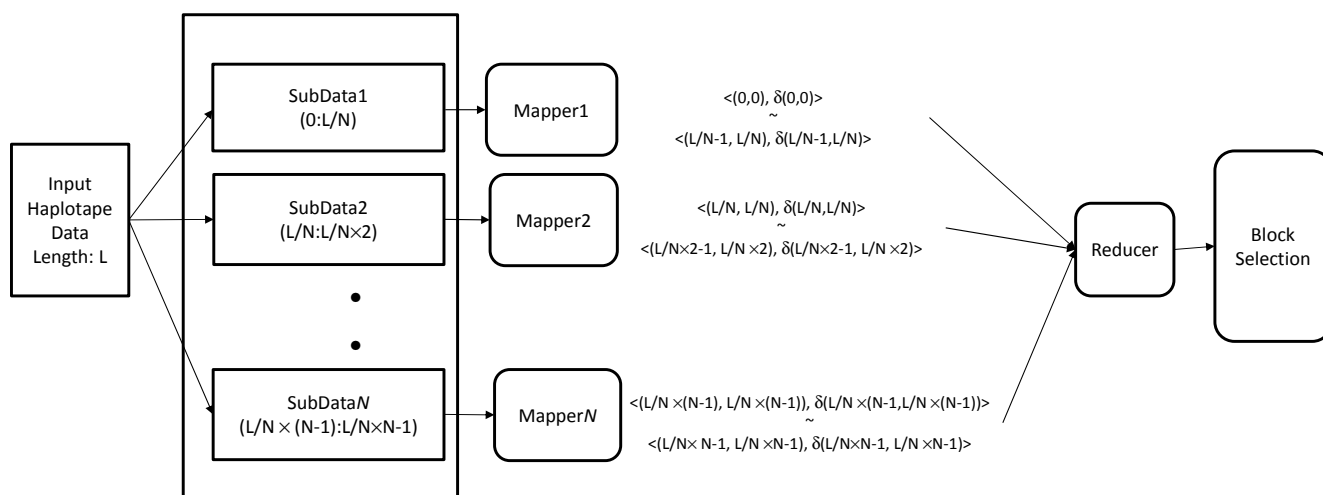 Input
Haplotape
Data
Length: L
SubData1
(0:L/N)
SubData2
(L/N:L/N×2)
SubDataN
(L/N × (N-1):L/N×N-1)
Mapper1
Mapper2
MapperN
<(0,0), δ(0,0)>
~
<(L/N-1, L/N), δ(L/N-1,L/N)>
<(L/N, L/N), δ(L/N,L/N)>
~
<(L/N×2-1, L/N ×2), δ(L/N×2-1, L/N ×2)>
<(L/N ×(N-1), L/N ×(N-1)), δ(L/N ×(N-1,L/N ×(N-1))>
~
<(L/N× N-1, L/N ×N-1), δ(L/N×N-1, L/N ×N-1)>
Reducer
Block
Selection